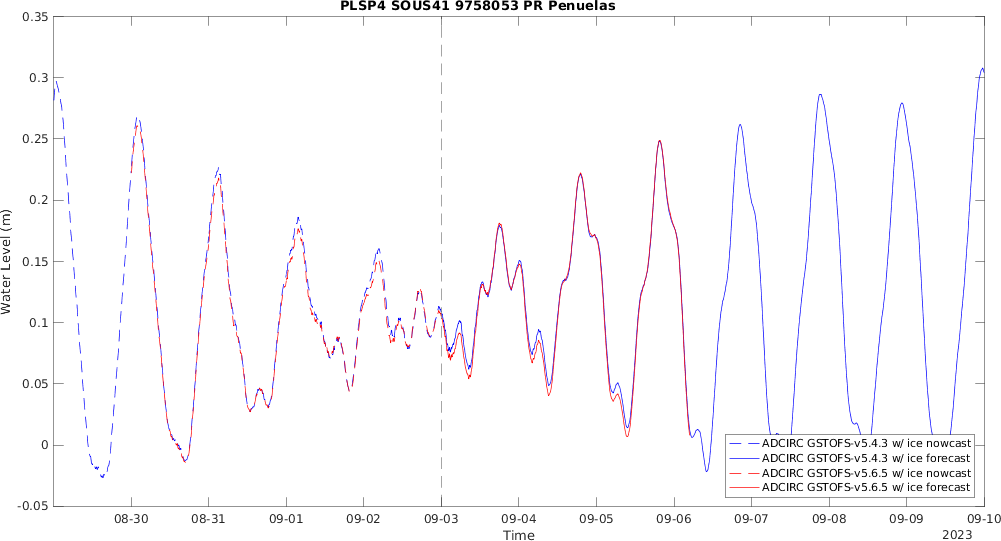 PLSP4 SOUS41 9758053 PR Penuelas
0.35
0.3
0.25
0.2
0.15
0.1
0.05
0
-0.05
Water Level (m)
08-30 08-31 09-01 09-02 09-03 09-04 09-05 09-06 09-07 09-08 09-09 09-10
Time
2023
ADCIRC GSTOFS-v5.4.3 w/ ice nowcast
ADCIRC GSTOFS-v5.4.3 w/ ice forecast
ADCIRC GSTOFS-v5.6.5 w/ ice nowcast
ADCIRC GSTOFS-v5.6.5 w/ ice forecast